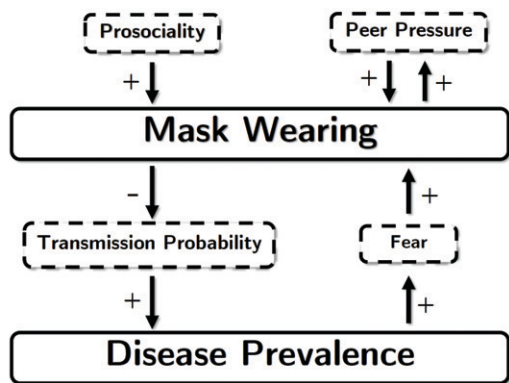 Prosociality
Peer Pressure
+
+
+
Mask Wearing
-
+
Transmission Probability
Fear
+
+
Disease Prevalence